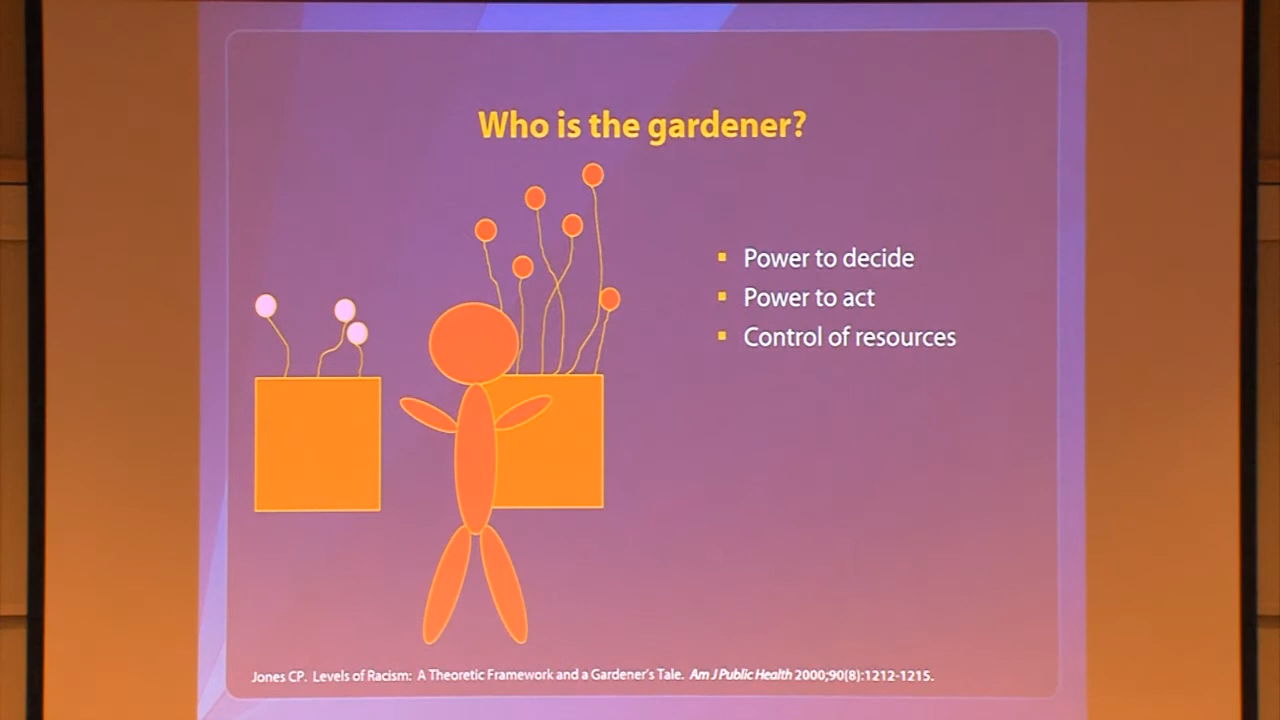 Who is the gardener?
Power to decide
Power to act
Control of resources
Jones CP. Levels of Racism: A Theoretic Framework and a Gardener's Tale. Am J Public Health 2000;90(8):1212-1215.